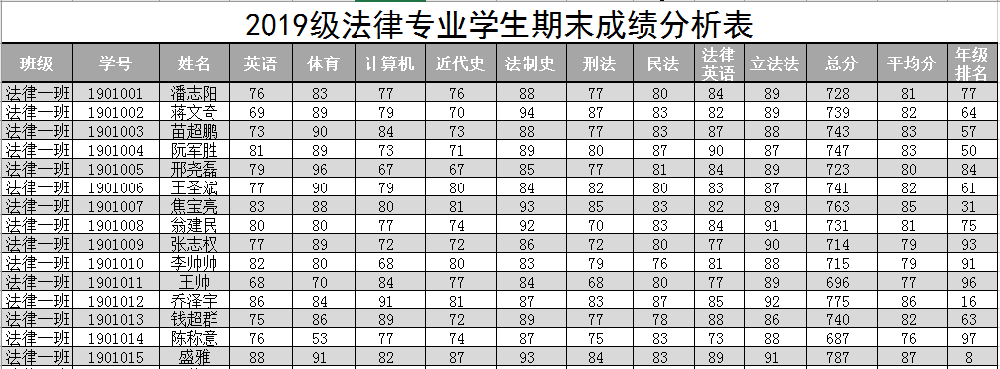 2019级法律专业学生期末成绩分析表
班级 学号 姓名 英语 体育 计算机 近代史 法制史 刑法 民法 法律英语 立法法 总分 平均分 年级排名
法律一班 1901001 潘志阳 76 83 77 76 88 77 80 84 89 728 81 77
法律一班 1901002 蒋文奇 69 89 79 70 94 87 83 82 89 739 82 64
法律一班 1901003 苗超鹏 73 90 84 73 88 77 83 87 88 743 83 57
法律一班 1901004 阮军胜 81 89 73 71 89 80 87 90 87 747 83 50
法律一班 1901005 邢尧磊 79 96 67 67 85 77 81 84 89 723 80 84
法律一班 1901006 王圣斌 77 90 79 80 84 82 80 83 87 741 82 61
法律一班 1901007 焦宝亮 83 88 80 81 93 85 83 82 89 763 85 31
法律一班 1901008 翁建民 80 80 77 74 92 70 83 84 91 731 81 75
法律一班 1901009 张志权 77 89 72 72 86 72 80 77 90 714 79 93
法律一班 1901010 李帅帅 82 80 68 80 83 79 76 81 88 715 79 91
法律一班 1901011 王帅 68 70 84 77 84 68 80 77 89 696 77 96
法律一班 1901012 乔泽宇 86 84 91 81 87 83 87 85 92 775 86 16
法律一班 1901013 钱超群 75 86 89 72 89 77 78 88 86 740 82 63
法律一班 1901014 陈称意 76 53 77 74 87 75 83 73 88 687 76 97
法律一班 1901015 盛雅 88 91 82 87 93 84 83 89 91 787 87 8